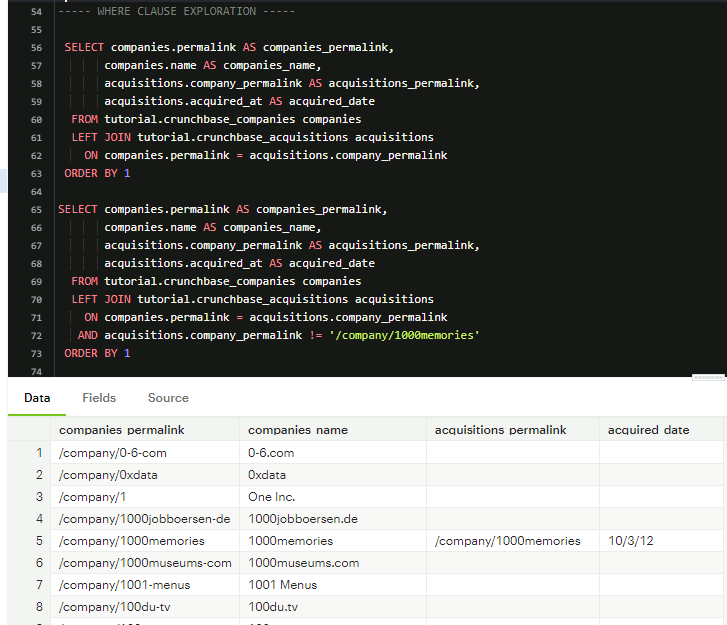 54 ----- WHERE CLAUSE EXPLORATION -----
55
56 SELECT companies.permalink AS companies_permalink,
57 companies.name AS companies_name,
58 acquisitions.company_permalink AS acquisitions_permalink,
59 acquisitions.acquired_at AS acquired_date
60 FROM tutorial.crunchbase_companies companies
61 LEFT JOIN tutorial.crunchbase_acquisitions acquisitions
62 ON companies.permalink = acquisitions.company_permalink
63 ORDER BY 1
64
65 SELECT companies.permalink AS companies_permalink,
66 companies.name AS companies_name,
67 acquisitions.company_permalink AS acquisitions_permalink,
68 acquisitions.acquired_at AS acquired_date
69 FROM tutorial.crunchbase_companies companies
70 LEFT JOIN tutorial.crunchbase_acquisitions acquisitions
71 ON companies.permalink = acquisitions.company_permalink
72 AND acquisitions.company_permalink != '/company/1000memories'
73 ORDER BY 1
74
Data Fields Source
companies permalink companies name acquisitions permalink acquired date
1 /company/0-6-com 0-6.com
2 /company/0xdata 0xdata
3 /company/1 One Inc.
4 /company/1000jobboersen-de 1000jobboersen.de
5 /company/1000memories 1000memories /company/1000memories 10/3/12
6 /company/1000museums-com 1000museums.com
7 /company/1001-menus 1001 Menus
8 /company/100du-tv 100du.tv